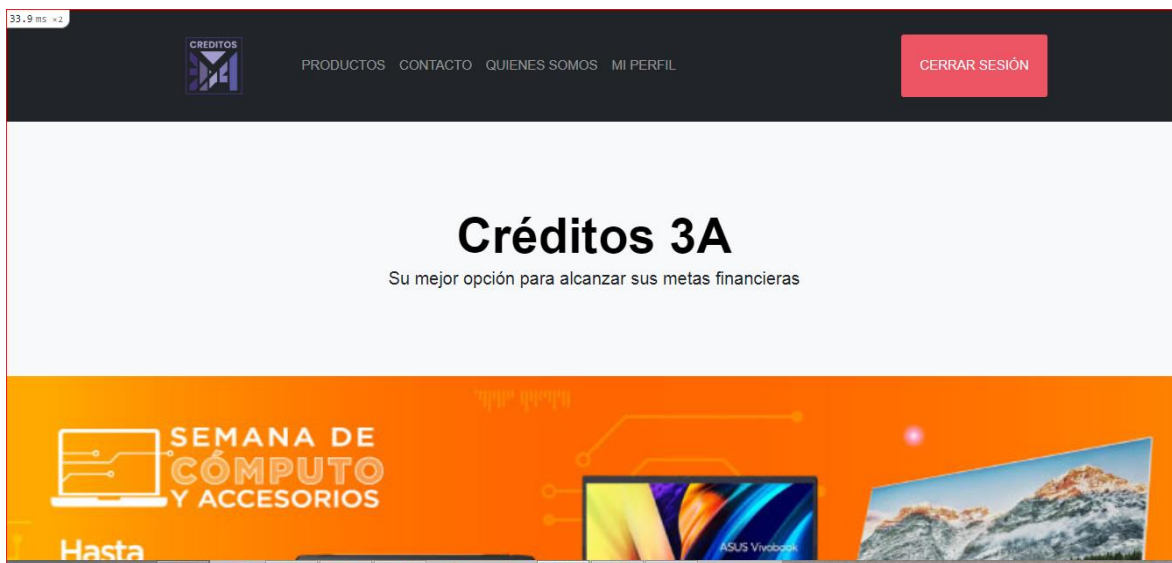 33.9 ms ×2
CREDITOS
PRODUCTOS CONTACTO QUIENES SOMOS MI PERFIL
CERRAR SESIÓN
Créditos 3A
Su mejor opción para alcanzar sus metas financieras
SEMANA DE
CÓMPUTO
Y ACCESORIOS
Hasta
ASUS Vivobook